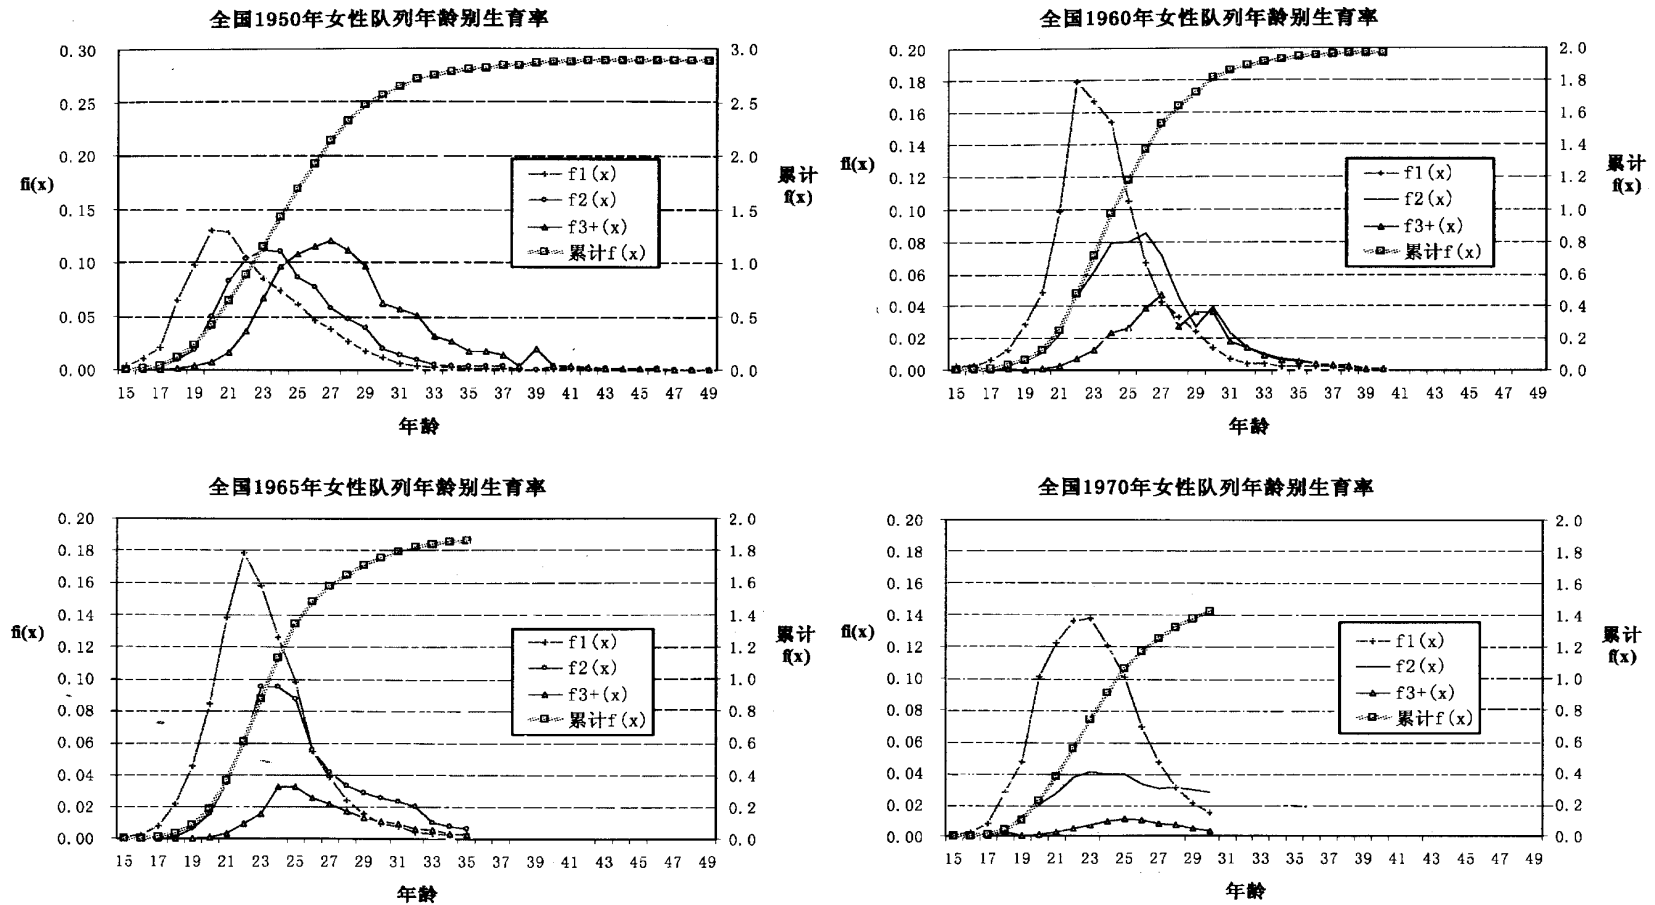 全国1950年女性队列年龄别生育率
0.30
0.25
0.20
0.15
0.10
0.05
0.00
fi(x)
3.0
2.5
2.0
1.5
1.0
0.5
0.0
累计
f(x)
f1(x)
f2(x)
f3+(x)
累计f(x)
15 17 19 21 23 25 27 29 31 33 35 37 39 41 43 45 47 49
年龄
全国1960年女性队列年龄别生育率
0.20
0.18
0.16
0.14
0.12
0.10
0.08
0.06
0.04
0.02
0.00
fi(x)
2.0
1.8
1.6
1.4
1.2
1.0
0.8
0.6
0.4
0.2
0.0
累计
f(x)
f1(x)
f2(x)
f3+(x)
累计f(x)
15 17 19 21 23 25 27 29 31 33 35 37 39 41 43 45 47 49
年龄
全国1965年女性队列年龄别生育率
0.20
0.18
0.16
0.14
0.12
0.10
0.08
0.06
0.04
0.02
0.00
fi(x)
2.0
1.8
1.6
1.4
1.2
1.0
0.8
0.6
0.4
0.2
0.0
累计
f(x)
f1(x)
f2(x)
f3+(x)
累计f(x)
15 17 19 21 23 25 27 29 31 33 35 37 39 41 43 45 47 49
年龄
全国1970年女性队列年龄别生育率
0.20
0.18
0.16
0.14
0.12
0.10
0.08
0.06
0.04
0.02
0.00
fi(x)
2.0
1.8
1.6
1.4
1.2
1.0
0.8
0.6
0.4
0.2
0.0
累计
f(x)
f1(x)
f2(x)
f3+(x)
累计f(x)
15 17 19 21 23 25 27 29 31 33 35 37 39 41 43 45 47 49
年龄